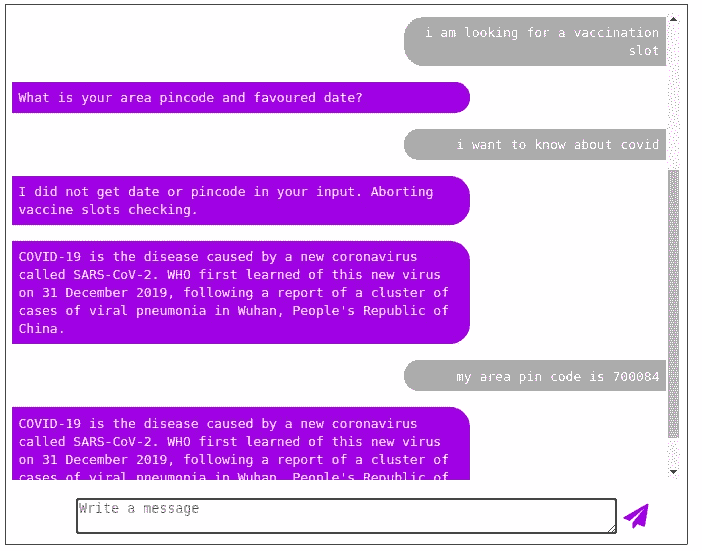 i am looking for a vaccination
slot
What is your area pincode and favoured date?
i want to know about covid
I did not get date or pincode in your input. Aborting
vaccine slots checking.
COVID-19 is the disease caused by a new coronavirus
called SARS-CoV-2. WHO first learned of this new virus
on 31 December 2019, following a report of a cluster of
cases of viral pneumonia in Wuhan, People's Republic of
China.
my area pin code is 700084
COVID-19 is the disease caused by a new coronavirus
called SARS-CoV-2. WHO first learned of this new virus
on 31 December 2019, following a report of a cluster of
cases of viral pneumonia in Wuhan, People's Republic of
Write a message